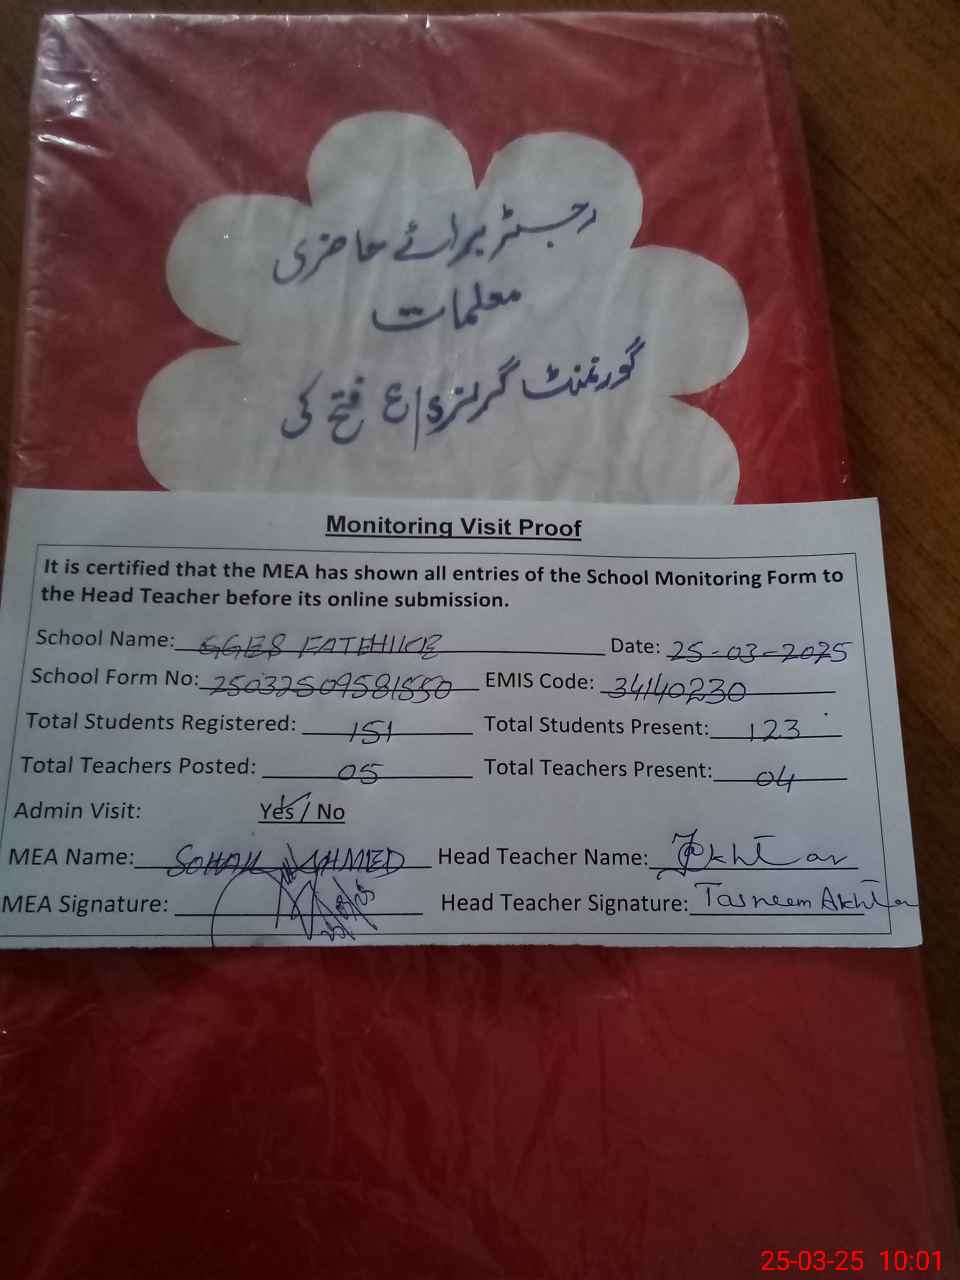 رجسٹر برائے حاضری
معلمات
گورنمنٹ گرلز
فتح کی
Monitoring Visit Proof
It is certified that the MEA has shown all entries of the School Monitoring Form to
the Head Teacher before its online submission.
School Name: GGES FATEHIKE Date: 25-03-2025
School Form No: 25032509581550 EMIS Code: 34140230
Total Students Registered: 151 Total Students Present: 123
Total Teachers Posted: 05 Total Teachers Present: 04
Admin Visit: Yes / No
MEA Name: SOHAIL AHMED Head Teacher Name: Akhtar
MEA Signature: Head Teacher Signature: Tasneem Akhtar
25-03-25 10:01